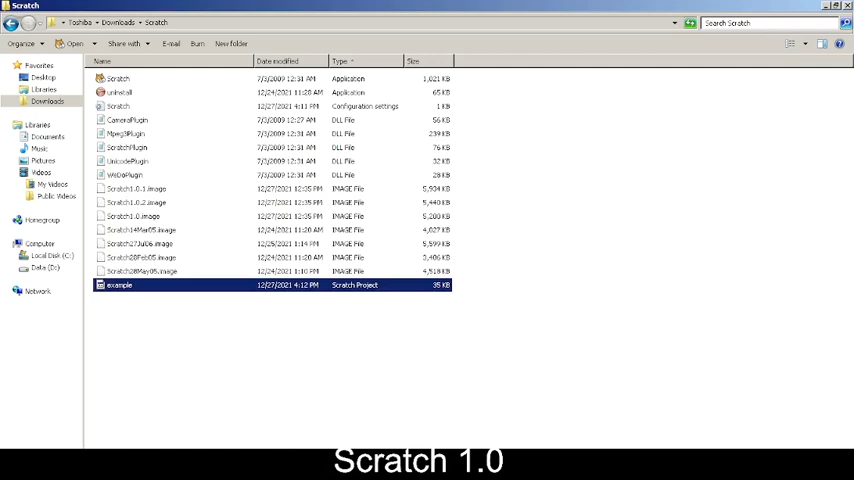 Scratch
Toshiba Downloads Scratch Search Scratch
Organize Open Share with E-mail Burn New folder
Name Date modified Type Size
Favorites
Desktop
Libraries
Downloads
Libraries
Documents
Music
Pictures
Videos
My Videos
Public Videos
Homegroup
Computer
Local Disk (C:)
Data (D:)
Network
Scratch 7/3/2009 12:31 AM Application 1,021 KB
uninstall 12/24/2021 11:20 AM Application 65 KB
Scratch 12/27/2021 4:11 PM Configuration settings 1 KB
CameraPlugin 7/3/2009 12:27 AM DLL File 56 KB
Mpeg3Plugin 7/3/2009 12:31 AM DLL File 239 KB
ScratchPlugin 7/3/2009 12:31 AM DLL File 76 KB
UnicodePlugin 7/3/2009 12:31 AM DLL File 32 KB
WeDoPlugin 7/3/2009 12:31 AM DLL File 28 KB
Scratch1.0.1.image 12/27/2021 12:35 PM IMAGE File 5,934 KB
Scratch1.0.2.image 12/27/2021 12:35 PM IMAGE File 5,440 KB
Scratch1.0.image 12/27/2021 12:35 PM IMAGE File 5,208 KB
Scratch14Mar05.image 12/24/2021 11:20 AM IMAGE File 4,027 KB
Scratch27Jul06.image 12/25/2021 1:14 PM IMAGE File 5,599 KB
Scratch28Feb05.image 12/24/2021 11:20 AM IMAGE File 3,406 KB
Scratch28May05.image 12/24/2021 1:10 PM IMAGE File 4,518 KB
example 12/27/2021 4:12 PM Scratch Project 35 KB
Scratch 1.0